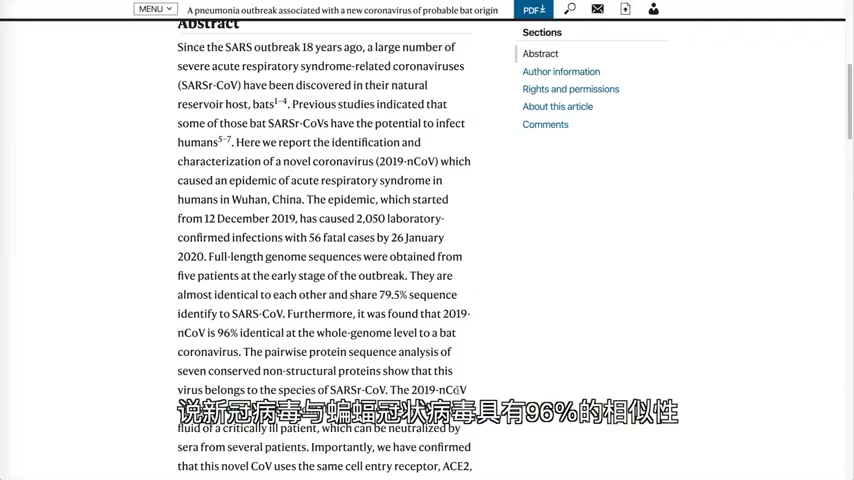 MENU
A pneumonia outbreak associated with a new coronavirus of probable bat origin
PDF
Abstract
Since the SARS outbreak 18 years ago, a large number of
severe acute respiratory syndrome-related coronaviruses
(SARSr-CoV) have been discovered in their natural
reservoir host, bats1–4. Previous studies indicated that
some of those bat SARSr-CoVs have the potential to infect
humans5–7. Here we report the identification and
characterization of a novel coronavirus (2019-nCoV) which
caused an epidemic of acute respiratory syndrome in
humans in Wuhan, China. The epidemic, which started
from 12 December 2019, has caused 2,050 laboratory-
confirmed infections with 56 fatal cases by 26 January
2020. Full-length genome sequences were obtained from
five patients at the early stage of the outbreak. They are
almost identical to each other and share 79.5% sequence
identify to SARS-CoV. Furthermore, it was found that 2019-
nCoV is 96% identical at the whole-genome level to a bat
coronavirus. The pairwise protein sequence analysis of
seven conserved non-structural proteins show that this
virus belongs to the species of SARSr-CoV. The 2019-nCoV
说新冠病毒与蝙蝠冠状病毒具有96%的相似性
fluid of a critically ill patient, which can be neutralized by
sera from several patients. Importantly, we have confirmed
that this novel CoV uses the same cell entry receptor, ACE2,
Sections
Abstract
Author information
Rights and permissions
About this article
Comments